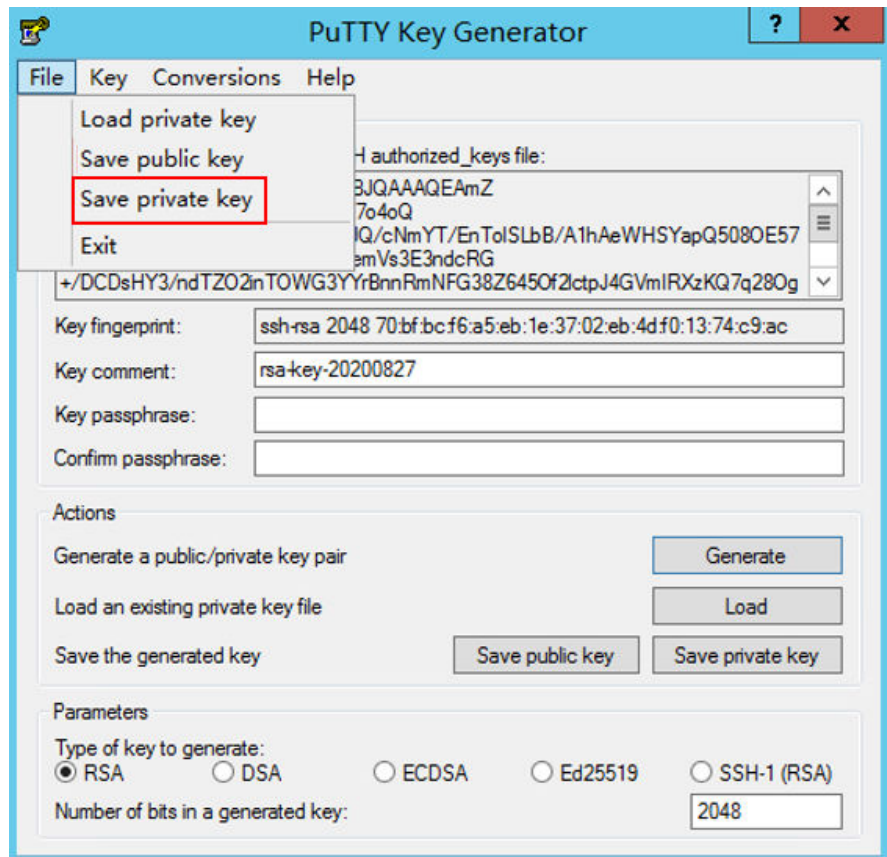 PuTTY Key Generator
? x
File Key Conversions Help
Load private key
Save public key
Save private key
Exit
H authorized_keys file:
BJQAAAQEAmZ
7o4oQ
IQ/cNmYT/EnTolSLbB/A1hAeWHSYapQ508OE57
emVs3E3ndcRG
+/DCDsHY3/ndTZO2inTOWG3YYrBnnRmNFG38Z645Of2lctpJ4GVmlRXzKQ7q28Og
Key fingerprint: ssh-rsa 2048 70:bf:bc:f6:a5:eb:1e:37:02:eb:4d:f0:13:74:c9:ac
Key comment: rsa-key-20200827
Key passphrase:
Confirm passphrase:
Actions
Generate a public/private key pair Generate
Load an existing private key file Load
Save the generated key Save public key Save private key
Parameters
Type of key to generate:
RSA DSA ECDSA Ed25519 SSH-1 (RSA)
Number of bits in a generated key: 2048